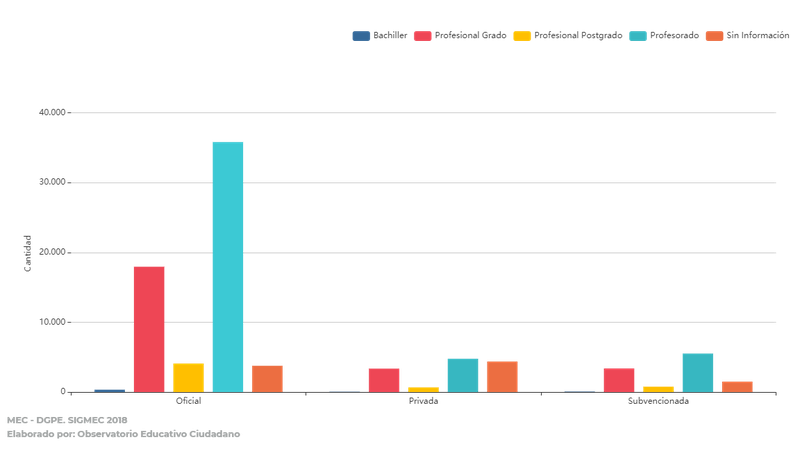 Bachiller Profesional Grado Profesional Postgrado Profesorado Sin Información
40.000
30.000
20.000
10.000
0
Cantidad
Oficial Privada Subvencionada
MEC - DGPE. SIGMEC 2018
Elaborado por: Observatorio Educativo Ciudadano